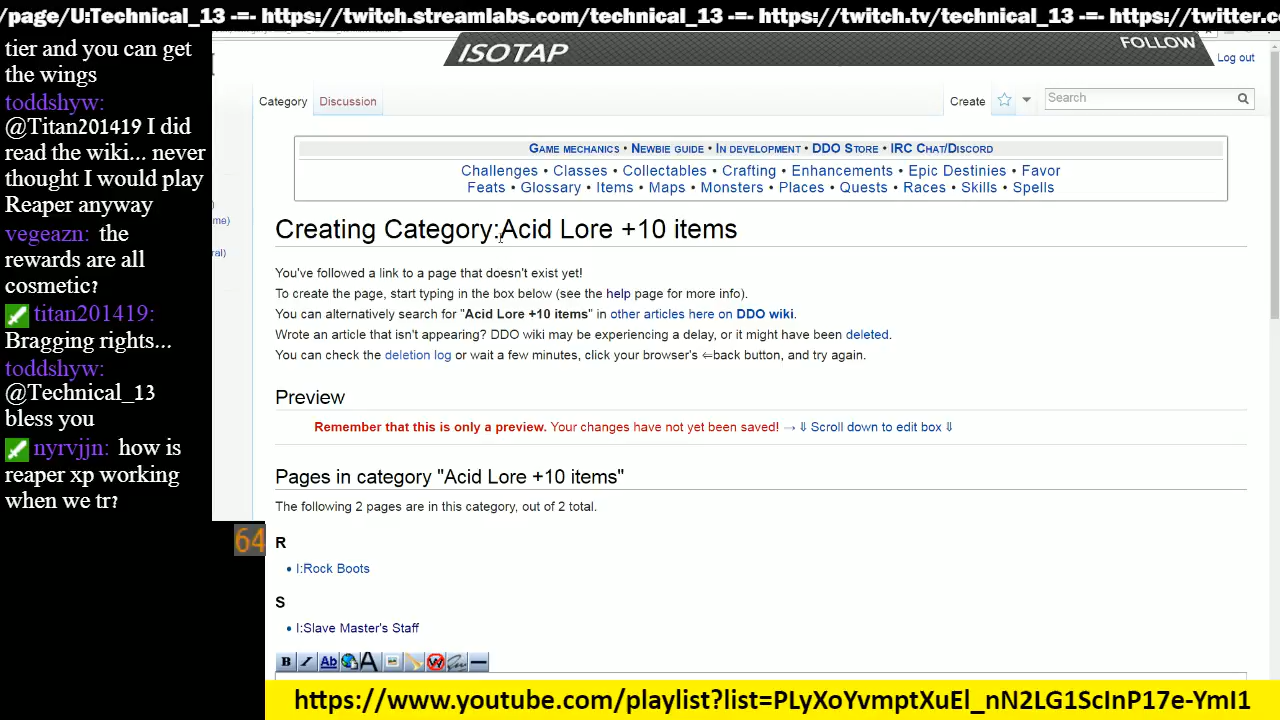 /page/U:Technical_13 -=- https://twitch.streamlabs.com/technical_13 -=- https://twitch.tv/technical_13 -=- https://twitter.c
tier and you can get
the wings
toddshyw:
@Titan201419 I did
read the wiki... never
thought I would play
Reaper anyway
vegeazn: the
rewards are all
cosmetic?
titan201419:
Bragging rights...
toddshyw:
@Technical_13
bless you
nyrvjjn: how is
reaper xp working
when we tr?
64
me)
ral)
ISOTAP
FOLLOW
Log out
Category
Discussion
Create
Search
Game mechanics • Newbie guide • In development • DDO Store • IRC Chat/Discord
Challenges • Classes • Collectables • Crafting • Enhancements • Epic Destinies • Favor
Feats • Glossary • Items • Maps • Monsters • Places • Quests • Races • Skills • Spells
Creating Category:Acid Lore +10 items
You've followed a link to a page that doesn't exist yet!
To create the page, start typing in the box below (see the help page for more info).
You can alternatively search for "Acid Lore +10 items" in other articles here on DDO wiki.
Wrote an article that isn't appearing? DDO wiki may be experiencing a delay, or it might have been deleted.
You can check the deletion log or wait a few minutes, click your browser's ⇐back button, and try again.
Preview
Remember that this is only a preview. Your changes have not yet been saved! → ⇓ Scroll down to edit box ⇓
Pages in category "Acid Lore +10 items"
The following 2 pages are in this category, out of 2 total.
R
• I:Rock Boots
S
• I:Slave Master's Staff
B I Ab A W
https://www.youtube.com/playlist?list=PLyXoYvmptXuEl_nN2LG1ScInP17e-YmI1